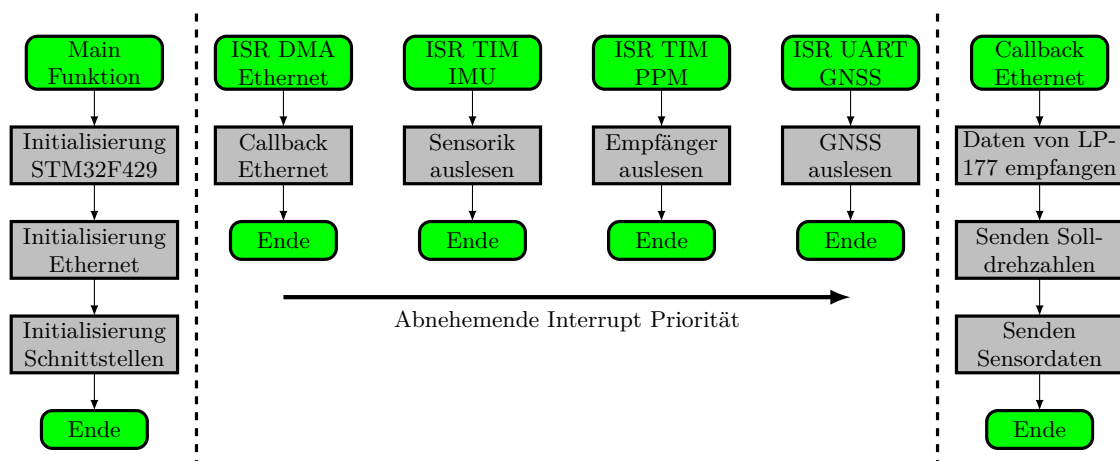 Main
Funktion
Initialisierung
STM32F429
Initialisierung
Ethernet
Initialisierung
Schnittstellen
Ende
ISR DMA
Ethernet
Callback
Ethernet
Ende
ISR TIM
IMU
Sensorik
auslesen
Ende
ISR TIM
PPM
Empfänger
auslesen
Ende
ISR UART
GNSS
GNSS
auslesen
Ende
Abnehemende Interrupt Priorität
Callback
Ethernet
Daten von LP-
177 empfangen
Senden Soll-
drehzahlen
Senden
Sensordaten
Ende